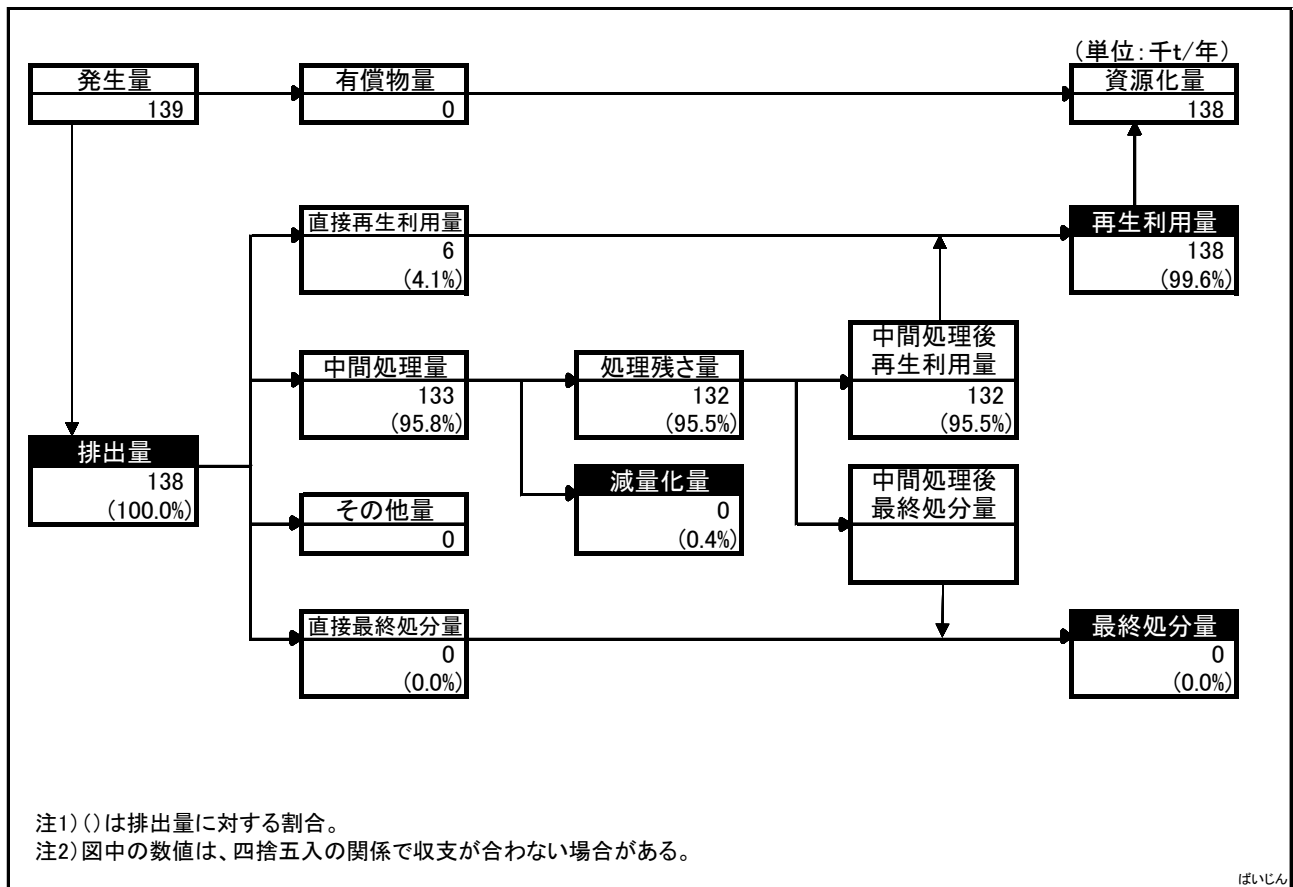 (単位:千t/年)
発生量
139
有償物量
0
資源化量
138
直接再生利用量
6
(4.1%)
再生利用量
138
(99.6%)
中間処理量
133
(95.8%)
処理残さ量
132
(95.5%)
中間処理後
再生利用量
132
(95.5%)
排出量
138
(100.0%)
減量化量
0
(0.4%)
中間処理後
最終処分量
その他量
0
直接最終処分量
0
(0.0%)
最終処分量
0
(0.0%)
注1)()は排出量に対する割合。
注2)図中の数値は、四捨五入の関係で収支が合わない場合がある。
ばいじん